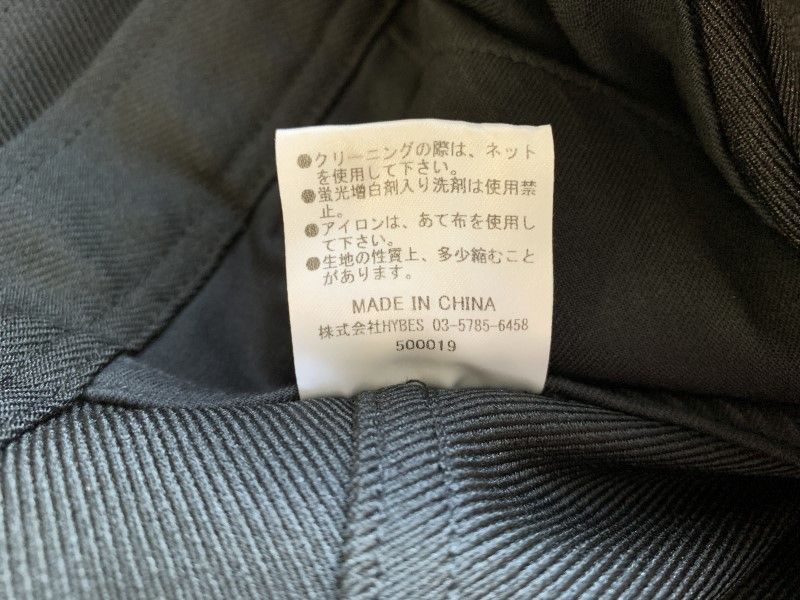 ●クリーニングの際は、ネット
を使用して下さい。
●蛍光増白剤入り洗剤は使用禁
止。
●アイロンは、あて布を使用し
て下さい。
●生地の性質上、多少縮むこと
があります。
MADE IN CHINA
株式会社HYBES 03-5785-6458
500019